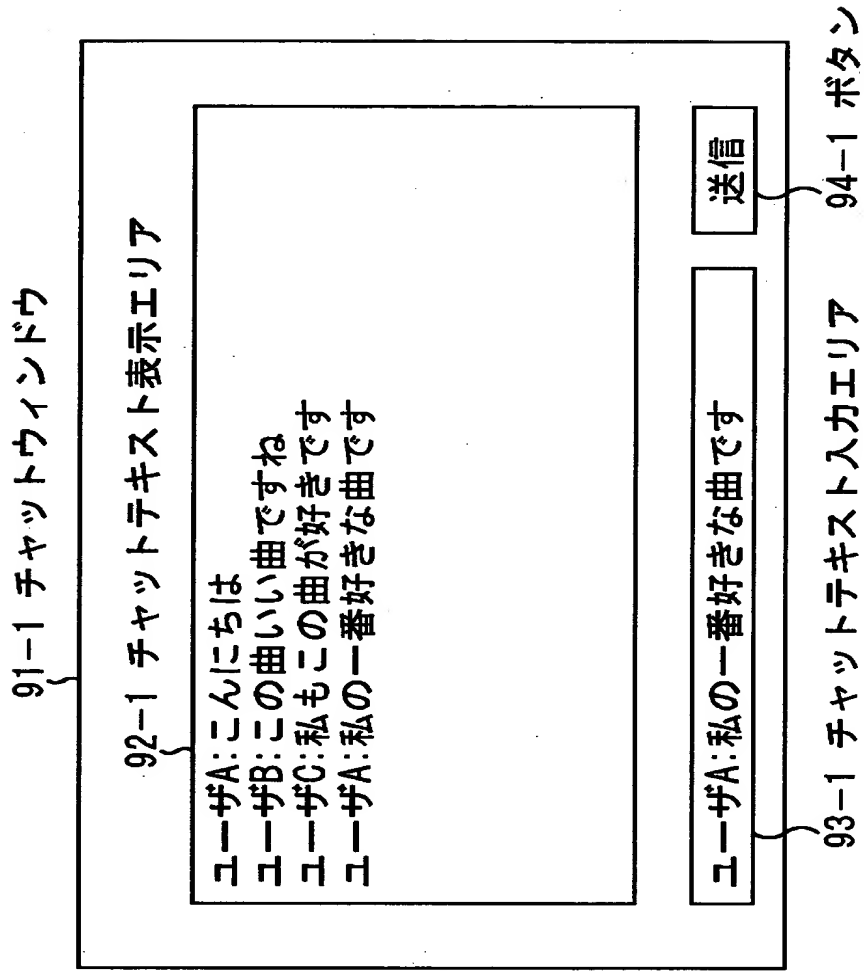 91-1 チャットウィンドウ
92-1 チャットテキスト表示エリア
ユーザA:こんにちは
ユーザB:この曲いい曲ですね
ユーザC:私もこの曲が好きです
ユーザA:私の一番好きな曲です
ユーザA:私の一番好きな曲です
送信
93-1 チャットテキスト入力エリア
94-1 ボタン